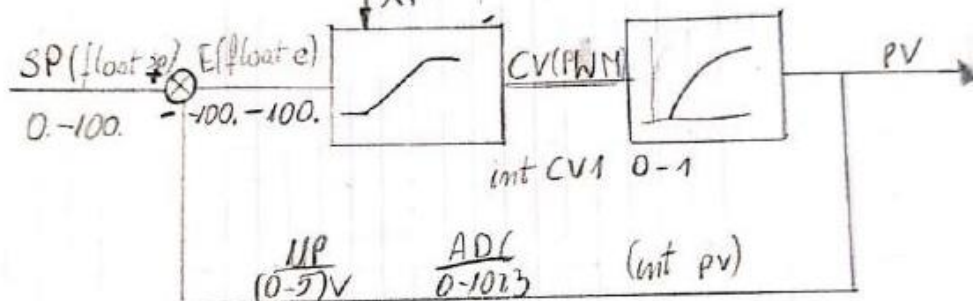 SP(float sp) E(float e) CV(PWM) PV
0.-100. + - -100.-100.
int CV1 0-1
MP ADC (int pv)
(0-5)V 0-1023